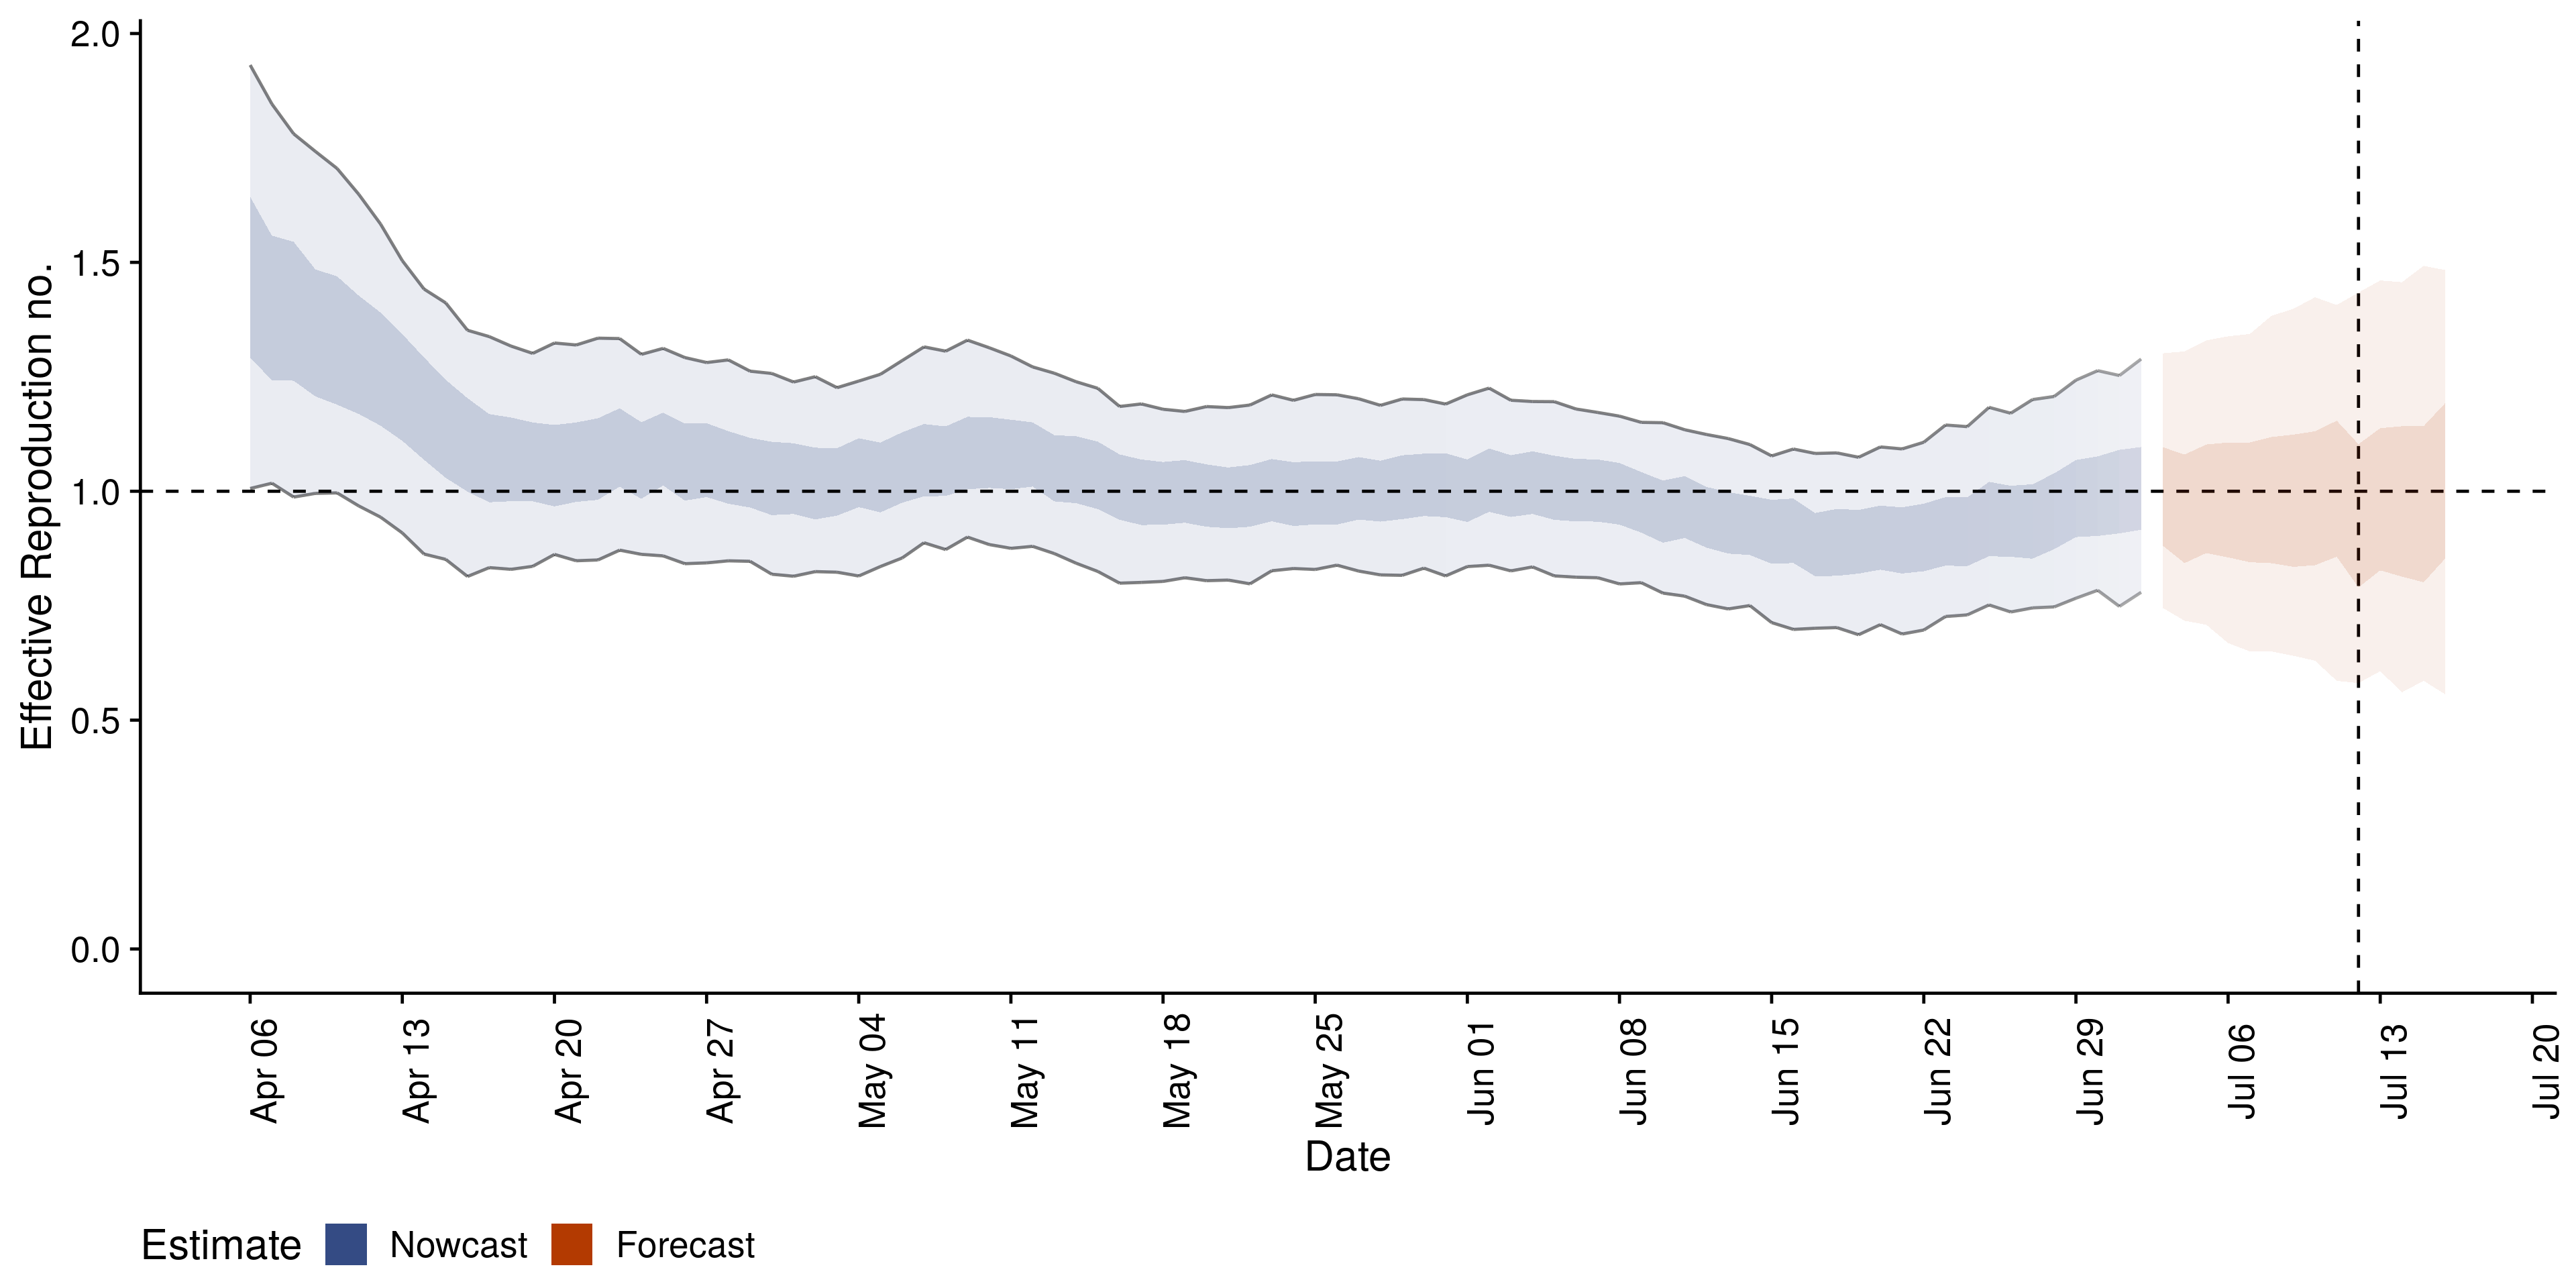 Effective Reproduction no.
2.0
1.5
1.0
0.5
0.0
Apr 06
Apr 13
Apr 20
Apr 27
May 04
May 11
May 18
May 25
Jun 01
Jun 08
Jun 15
Jun 22
Jun 29
Jul 06
Jul 13
Jul 20
Date
Estimate Nowcast Forecast